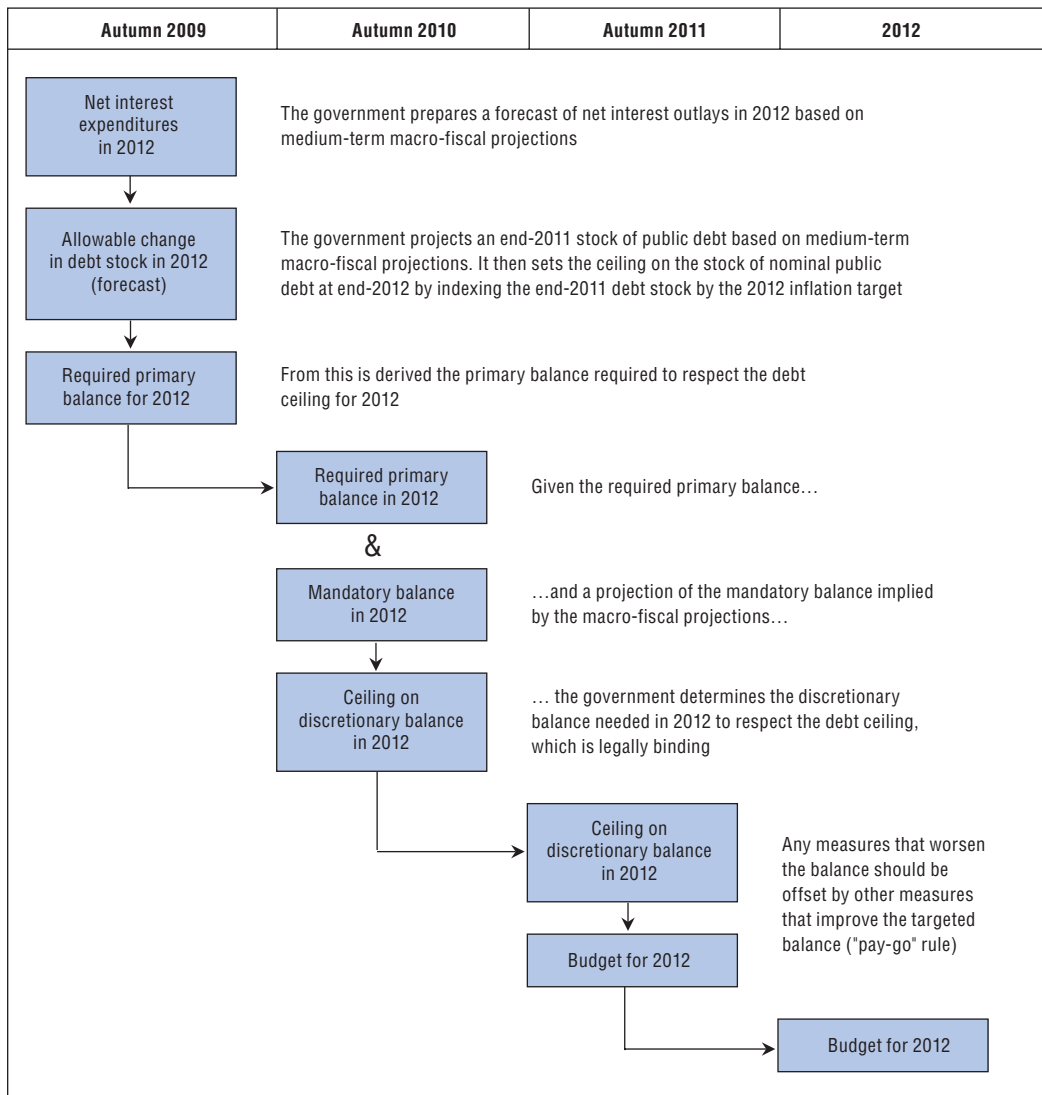 Autumn 2009 Autumn 2010 Autumn 2011 2012
Net interest
expenditures
in 2012
The government prepares a forecast of net interest outlays in 2012 based on
medium-term macro-fiscal projections
Allowable change
in debt stock in 2012
(forecast)
The government projects an end-2011 stock of public debt based on medium-term
macro-fiscal projections. It then sets the ceiling on the stock of nominal public
debt at end-2012 by indexing the end-2011 debt stock by the 2012 inflation target
Required primary
balance for 2012
From this is derived the primary balance required to respect the debt
ceiling for 2012
Required primary
balance in 2012
Given the required primary balance…
&
Mandatory balance
in 2012
…and a projection of the mandatory balance implied
by the macro-fiscal projections…
Ceiling on
discretionary balance
in 2012
… the government determines the discretionary
balance needed in 2012 to respect the debt ceiling,
which is legally binding
Ceiling on
discretionary balance
in 2012
Any measures that worsen
the balance should be
offset by other measures
that improve the targeted
balance ("pay-go" rule)
Budget for 2012
Budget for 2012